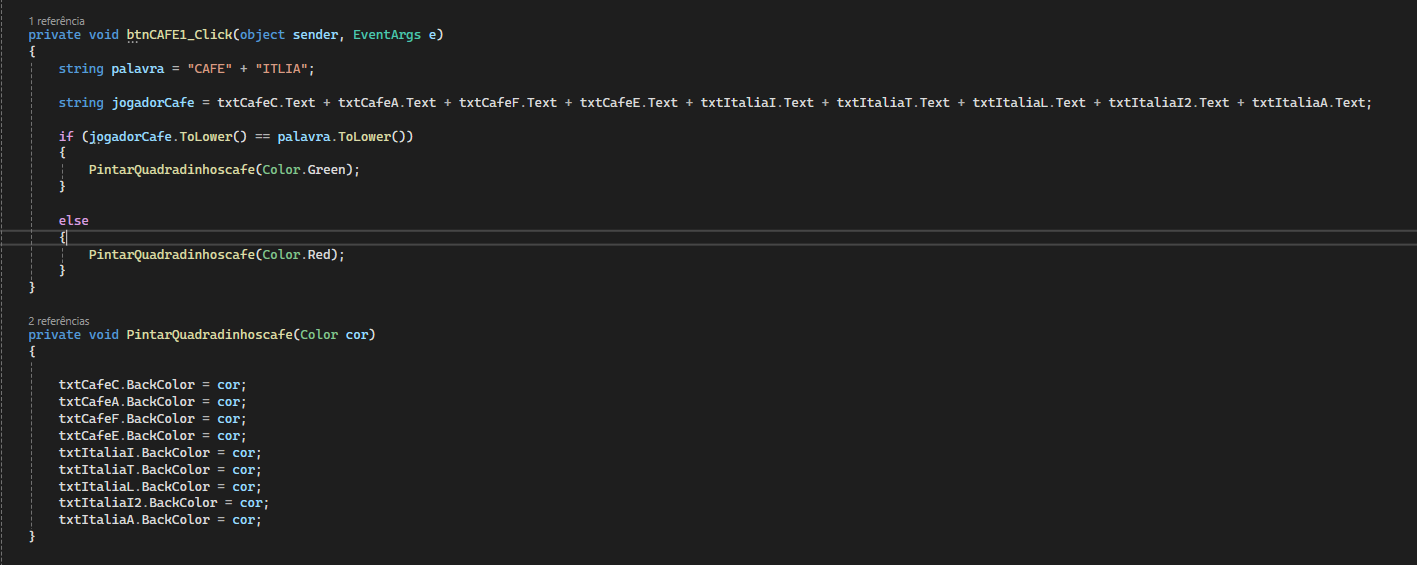 1 referência
private void btnCAFE1_Click(object sender, EventArgs e)
{
string palavra = "CAFE" + "ITLIA";
string jogadorCafe = txtCafeC.Text + txtCafeA.Text + txtCafeF.Text + txtCafeE.Text + txtItaliaI.Text + txtItaliaT.Text + txtItaliaL.Text + txtItaliaI2.Text + txtItaliaA.Text;
if (jogadorCafe.ToLower() == palavra.ToLower())
{
PintarQuadradinhoscafe(Color.Green);
}
else
{
PintarQuadradinhoscafe(Color.Red);
}
}
2 referências
private void PintarQuadradinhoscafe(Color cor)
{
txtCafeC.BackColor = cor;
txtCafeA.BackColor = cor;
txtCafeF.BackColor = cor;
txtCafeE.BackColor = cor;
txtItaliaI.BackColor = cor;
txtItaliaT.BackColor = cor;
txtItaliaL.BackColor = cor;
txtItaliaI2.BackColor = cor;
txtItaliaA.BackColor = cor;
}